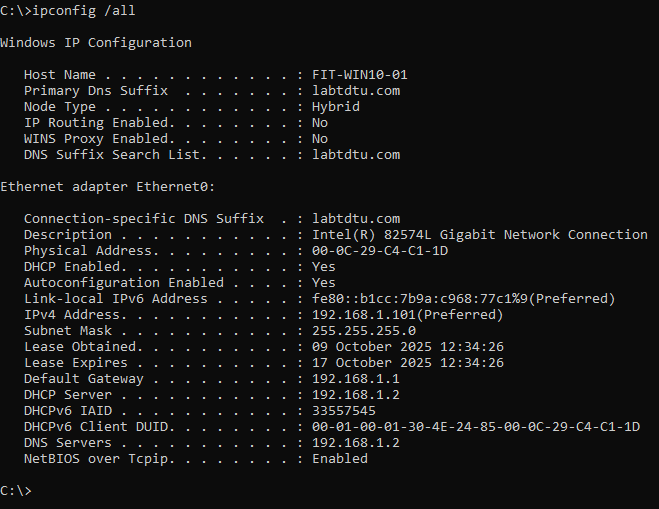 C:\>ipconfig /all
Windows IP Configuration
Host Name . . . . . . . . . . . . : FIT-WIN10-01
Primary Dns Suffix  . . . . . . . : labtdtu.com
Node Type . . . . . . . . . . . . : Hybrid
IP Routing Enabled. . . . . . . . : No
WINS Proxy Enabled. . . . . . . . : No
DNS Suffix Search List. . . . . . : labtdtu.com
Ethernet adapter Ethernet0:
Connection-specific DNS Suffix  . : labtdtu.com
Description . . . . . . . . . . . : Intel(R) 82574L Gigabit Network Connection
Physical Address. . . . . . . . . : 00-0C-29-C4-C1-1D
DHCP Enabled. . . . . . . . . . . : Yes
Autoconfiguration Enabled . . . . : Yes
Link-local IPv6 Address . . . . . : fe80::b1cc:7b9a:c968:77c1%9(Preferred)
IPv4 Address. . . . . . . . . . . : 192.168.1.101(Preferred)
Subnet Mask . . . . . . . . . . . : 255.255.255.0
Lease Obtained. . . . . . . . . . : 09 October 2025 12:34:26
Lease Expires . . . . . . . . . . : 17 October 2025 12:34:26
Default Gateway . . . . . . . . . : 192.168.1.1
DHCP Server . . . . . . . . . . . : 192.168.1.2
DHCPv6 IAID . . . . . . . . . . . : 33557545
DHCPv6 Client DUID. . . . . . . . : 00-01-00-01-30-4E-24-85-00-0C-29-C4-C1-1D
DNS Servers . . . . . . . . . . . : 192.168.1.2
NetBIOS over Tcpip. . . . . . . . : Enabled
C:\>